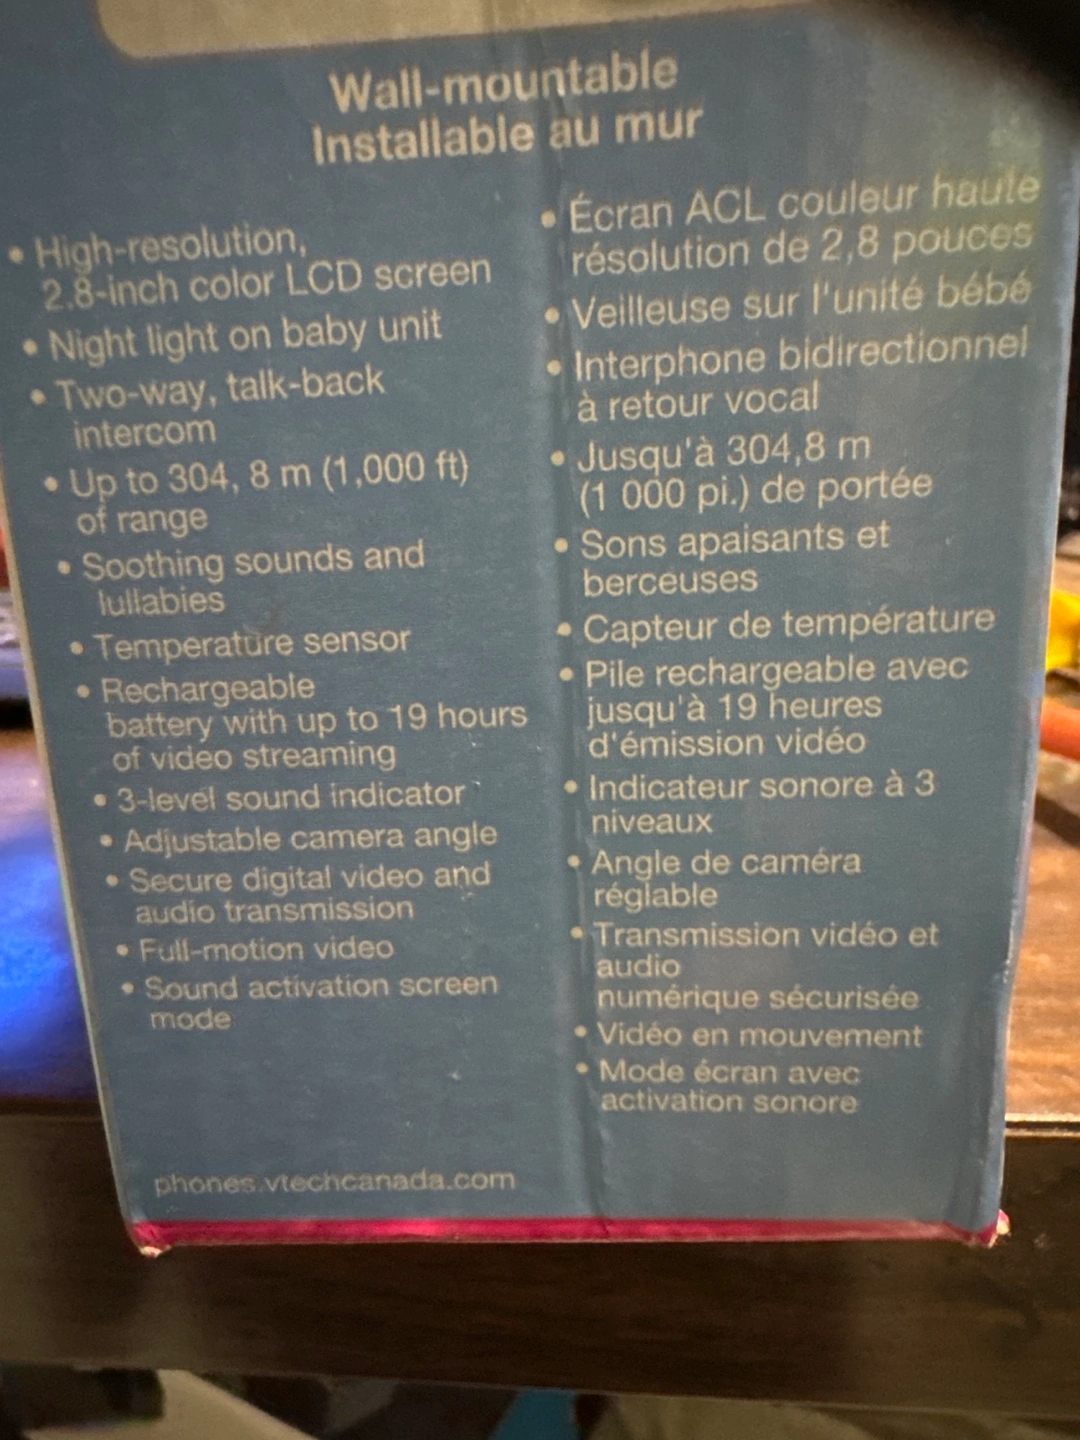 Wall-mountable
Installable au mur
• High-resolution,
2.8-inch color LCD screen
• Night light on baby unit
• Two-way, talk-back
intercom
• Up to 304, 8 m (1,000 ft)
of range
• Soothing sounds and
lullabies
• Temperature sensor
• Rechargeable
battery with up to 19 hours
of video streaming
• 3-level sound indicator
• Adjustable camera angle
• Secure digital video and
audio transmission
• Full-motion video
• Sound activation screen
mode
• Écran ACL couleur haute
résolution de 2,8 pouces
• Veilleuse sur l'unité bébé
• Interphone bidirectionnel
à retour vocal
• Jusqu'à 304,8 m
(1 000 pi.) de portée
• Sons apaisants et
berceuses
• Capteur de température
• Pile rechargeable avec
jusqu'à 19 heures
d'émission vidéo
• Indicateur sonore à 3
niveaux
• Angle de caméra
réglable
• Transmission vidéo et
audio
numérique sécurisée
• Vidéo en mouvement
• Mode écran avec
activation sonore
phones.vtechcanada.com